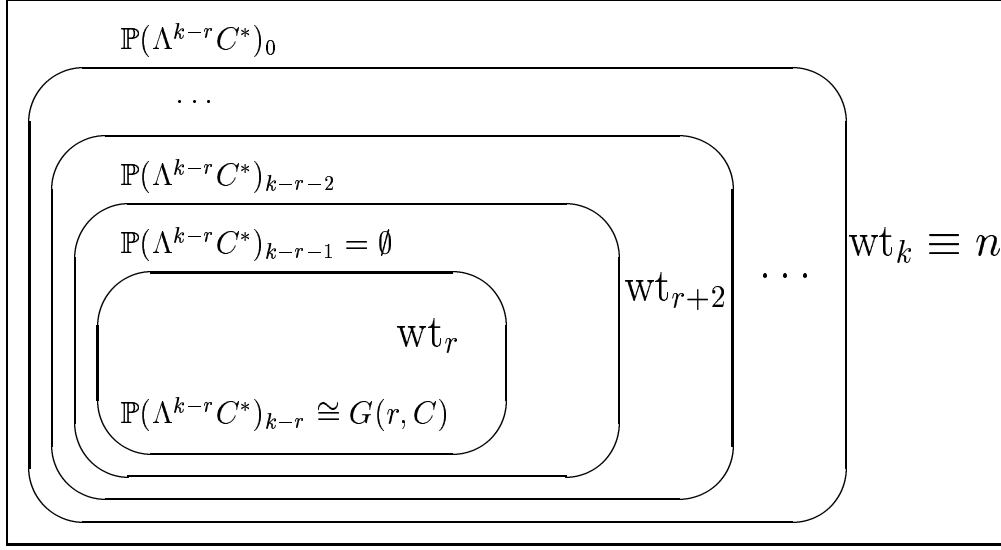 ℙ(Λ^{k−r}C*)_0
···
ℙ(Λ^{k−r}C*)_{k−r−2}
ℙ(Λ^{k−r}C*)_{k−r−1} = ∅
wt_k ≡ n
···
wt_{r+2}
wt_r
ℙ(Λ^{k−r}C*)_{k−r} ≅ G(r, C)